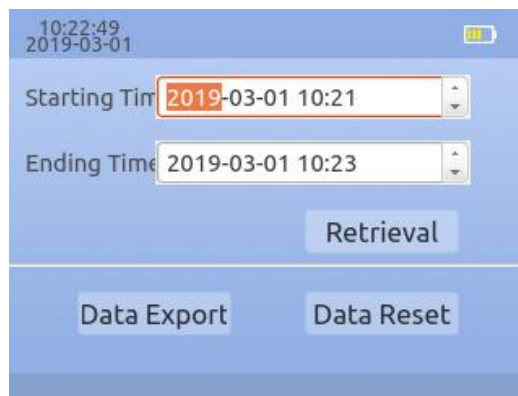 10:22:49
2019-03-01
Starting Tim 2019-03-01 10:21
Ending Time 2019-03-01 10:23
Retrieval
Data Export Data Reset